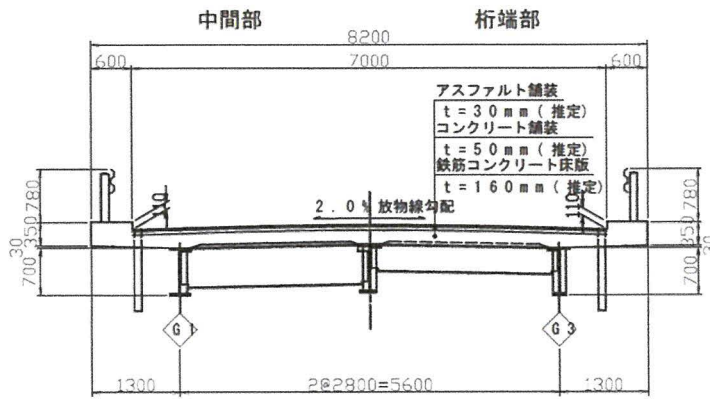 中間部
桁端部
8200
600
7000
600
アスファルト舗装
t=30mm(推定)
コンクリート舗装
t=50mm(推定)
鉄筋コンクリート床版
t=160mm(推定)
2.0% 放物線勾配
110
110
780
350
30
700
780
350
30
700
G1
G3
1300
2@2800=5600
1300